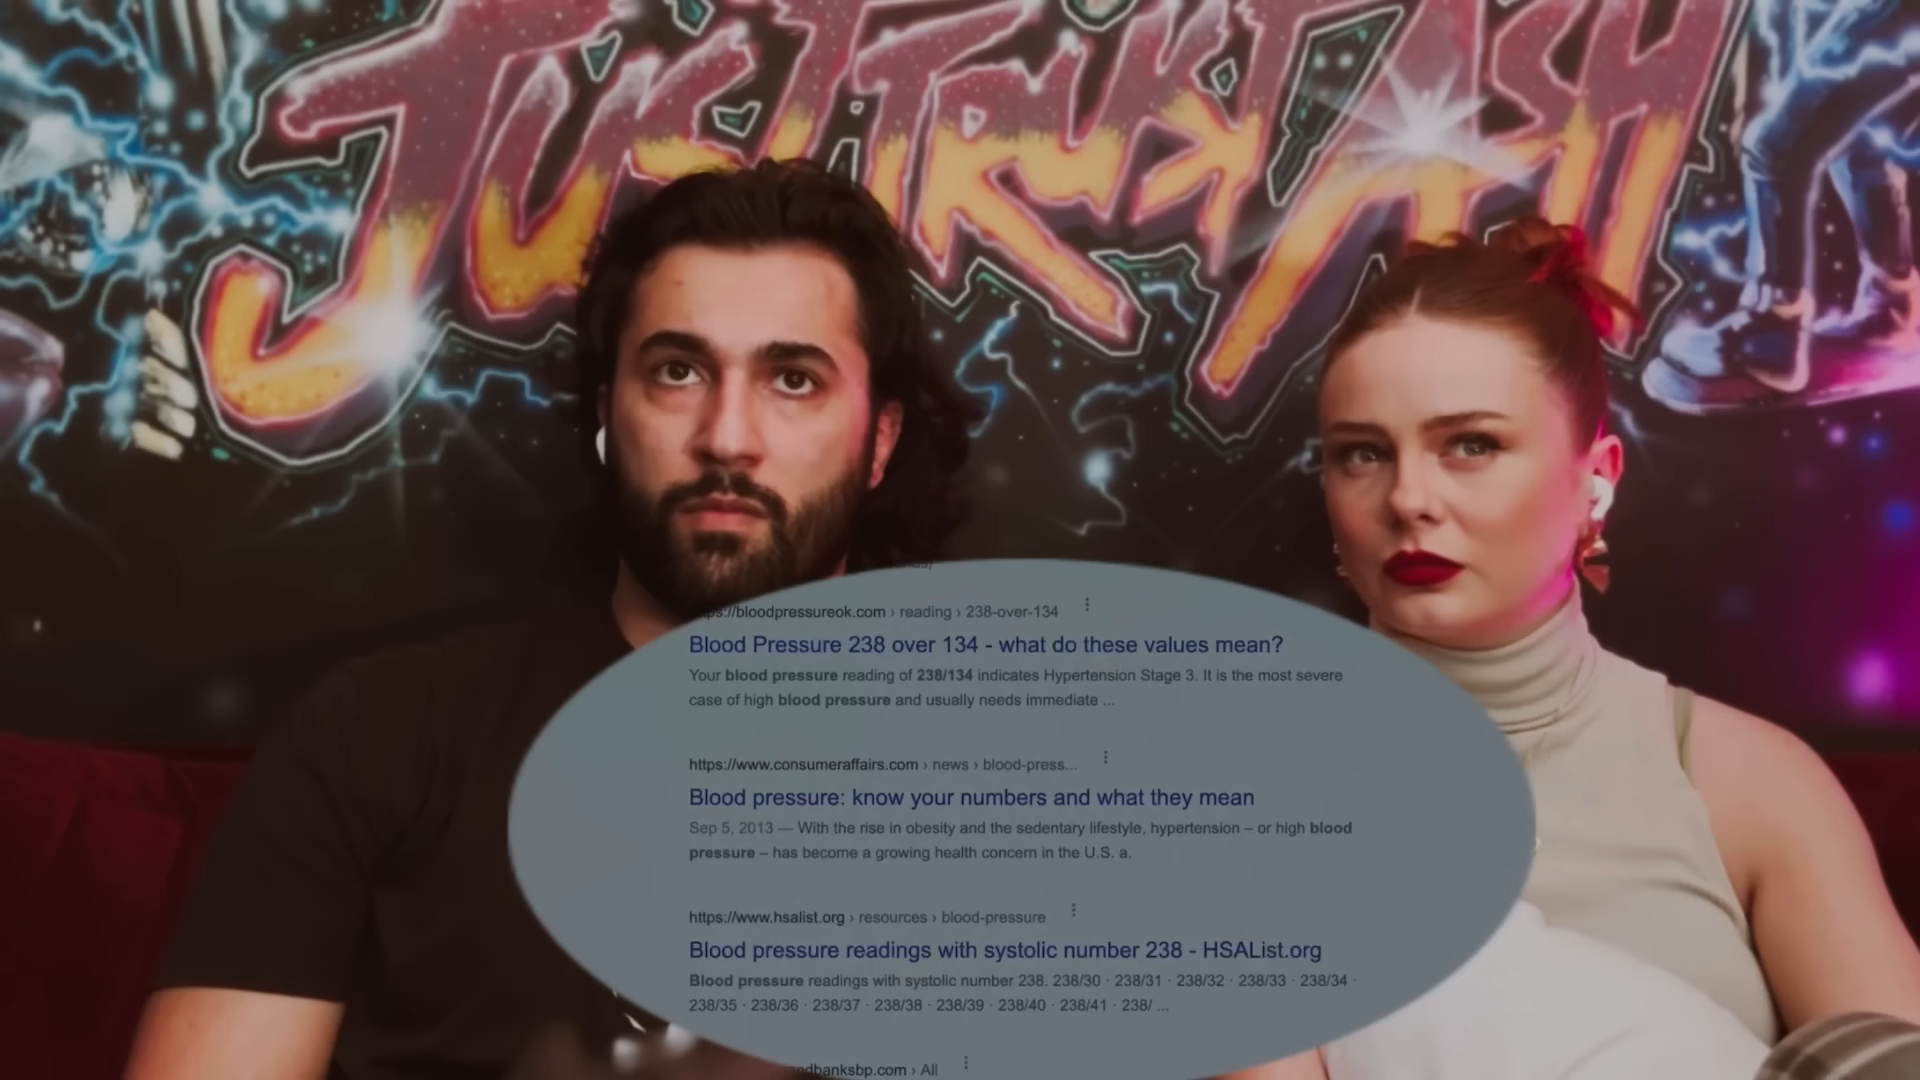 JUSTTRUKTASH
https://bloodpressureok.com › reading › 238-over-134
Blood Pressure 238 over 134 - what do these values mean?
Your blood pressure reading of 238/134 indicates Hypertension Stage 3. It is the most severe
case of high blood pressure and usually needs immediate ...
https://www.consumeraffairs.com › news › blood-press...
Blood pressure: know your numbers and what they mean
Sep 5, 2013 — With the rise in obesity and the sedentary lifestyle, hypertension – or high blood
pressure – has become a growing health concern in the U.S. a.
https://www.hsalist.org › resources › blood-pressure
Blood pressure readings with systolic number 238 - HSAList.org
Blood pressure readings with systolic number 238. 238/30 · 238/31 · 238/32 · 238/33 · 238/34 ·
238/35 · 238/36 · 238/37 · 238/38 · 238/39 · 238/40 · 238/41 · 238/ ...
ndbanksbp.com › All